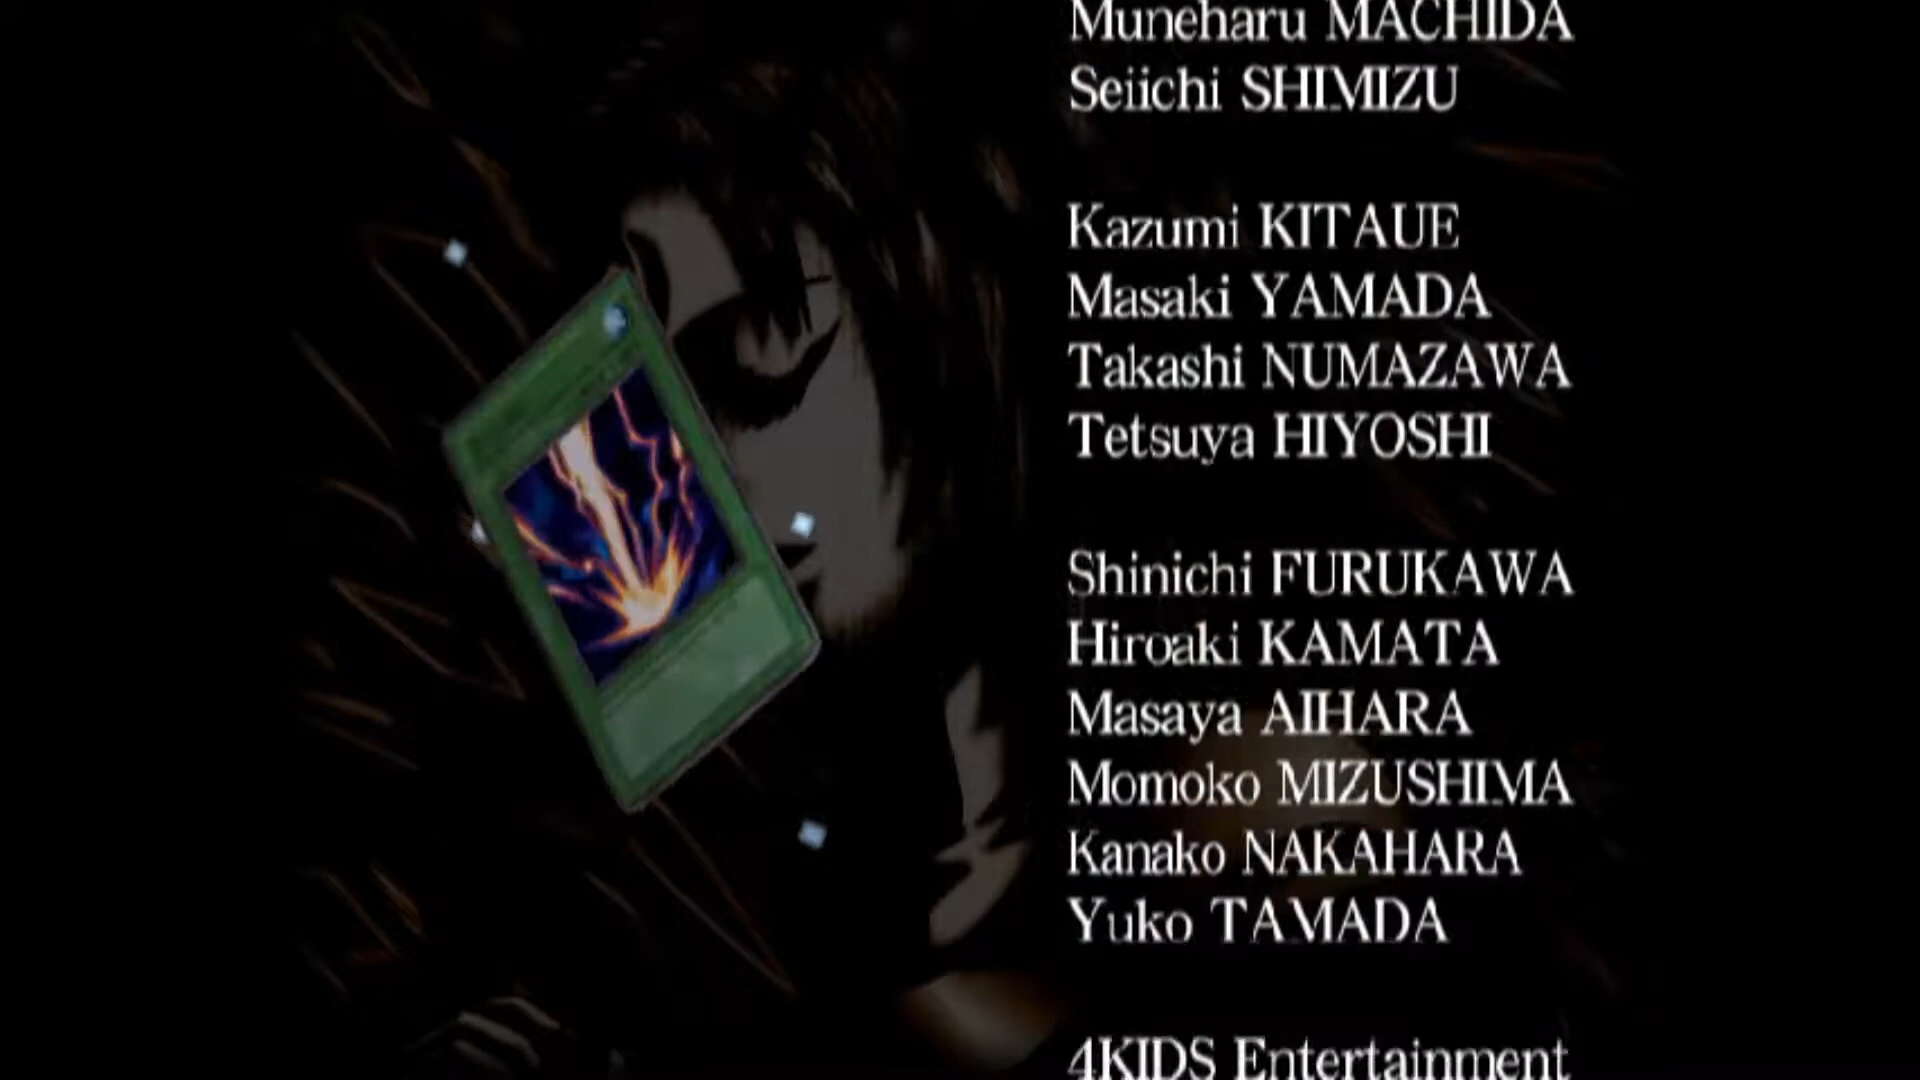 Muneharu MACHIDA
Seiichi SHIMIZU
Kazumi KITAUE
Masaki YAMADA
Takashi NUMAZAWA
Tetsuya HIYOSHI
Shinichi FURUKAWA
Hiroaki KAMATA
Masaya AIHARA
Momoko MIZUSHIMA
Kanako NAKAHARA
Yuko TAMADA
4KIDS Entertainment